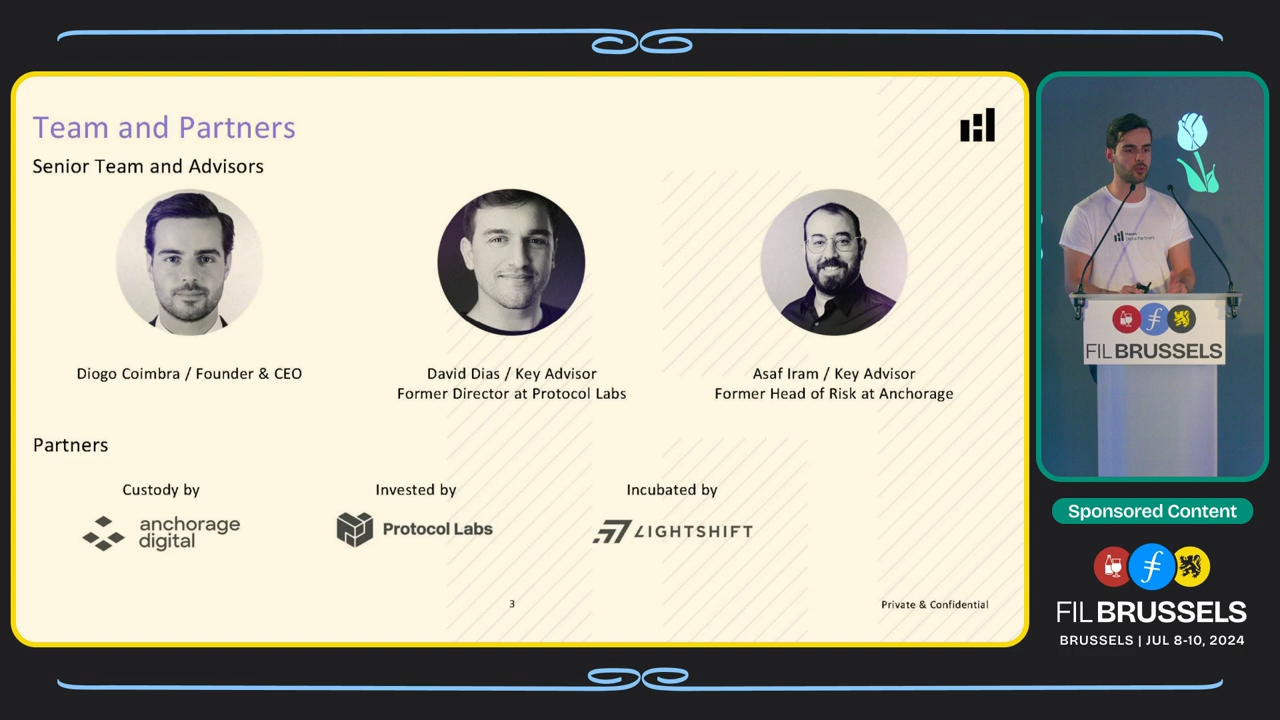 Team and Partners
Senior Team and Advisors
Diogo Coimbra / Founder & CEO
David Dias / Key Advisor
Former Director at Protocol Labs
Asaf Iram / Key Advisor
Former Head of Risk at Anchorage
Partners
Custody by
anchorage
digital
Invested by
Protocol Labs
Incubated by
LIGHTSHIFT
3
Private & Confidential
FIL BRUSSELS
Sponsored Content
FIL BRUSSELS
BRUSSELS | JUL 8-10, 2024